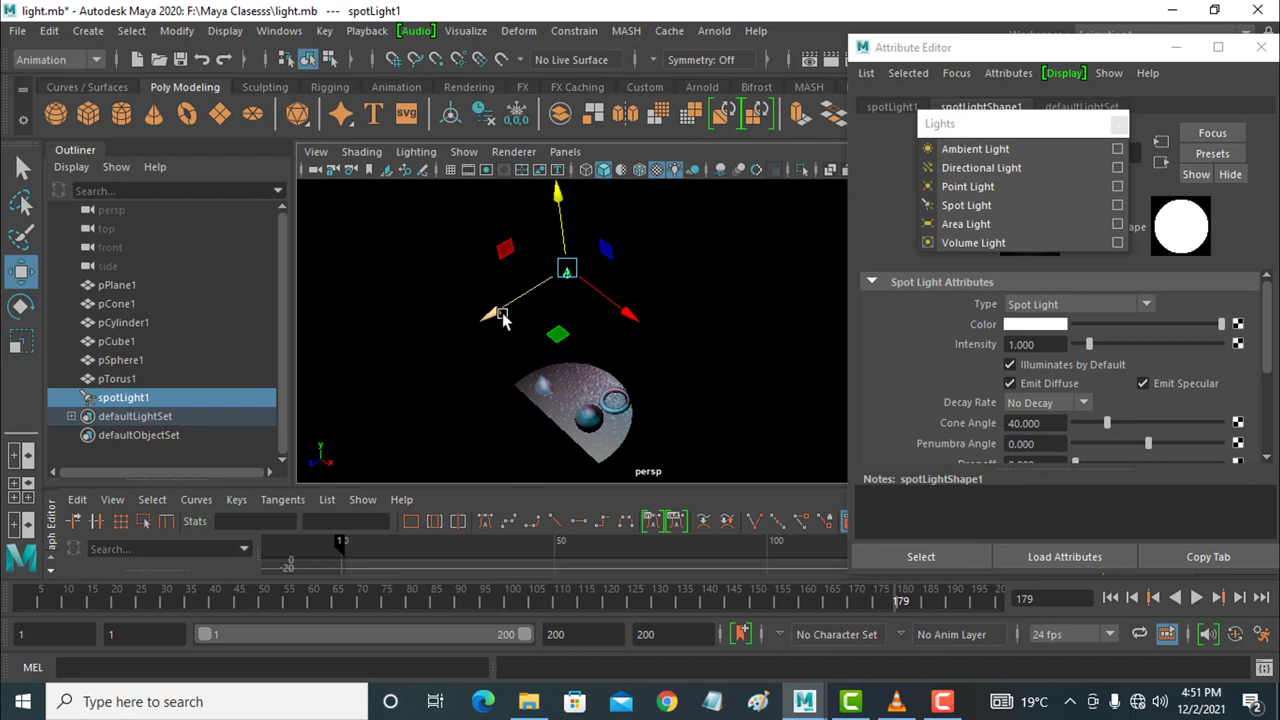 light.mb* - Autodesk Maya 2020: F:\Maya Clasesss\light.mb --- spotLight1
File Edit Create Select Modify Display Windows Key Playback [Audio] Visualize Deform Constrain MASH Cache Arnold Help
Animation No Live Surface Symmetry: Off
Curves / Surfaces Poly Modeling Sculpting Rigging Animation Rendering FX FX Caching Custom Arnold Bifrost MASH
svg 0,0,0
Outliner
Display Show Help
Search...
persp
top
front
side
pPlane1
pCone1
pCylinder1
pCube1
pSphere1
pTorus1
spotLight1
defaultLightSet
defaultObjectSet
View Shading Lighting Show Renderer Panels
y
z x
persp
Attribute Editor
List Selected Focus Attributes [Display] Show Help
spotLight1 spotLightShape1 defaultLightSet
Lights
Ambient Light
Directional Light
Point Light
Spot Light
Area Light
Volume Light
Focus
Presets
Show Hide
Spot Light Attributes
Type Spot Light
Color
Intensity 1.000
Illuminates by Default
Emit Diffuse Emit Specular
Decay Rate No Decay
Cone Angle 40.000
Penumbra Angle 0.000
Notes: spotLightShape1
Select Load Attributes Copy Tab
Edit View Select Curves Keys Tangents List Show Help
Stats
aph Editor
Search... 50 100
0
-20
5 10 15 20 25 30 35 40 45 50 55 60 65 70 75 80 85 90 95 100 105 110 115 120 125 130 135 140 145 150 155 160 165 170 175 180 185 190 195 20
179 179
1 1 1 200 200 200 No Character Set No Anim Layer 24 fps
MEL
Type here to search 19°C 4:51 PM
12/2/2021 2